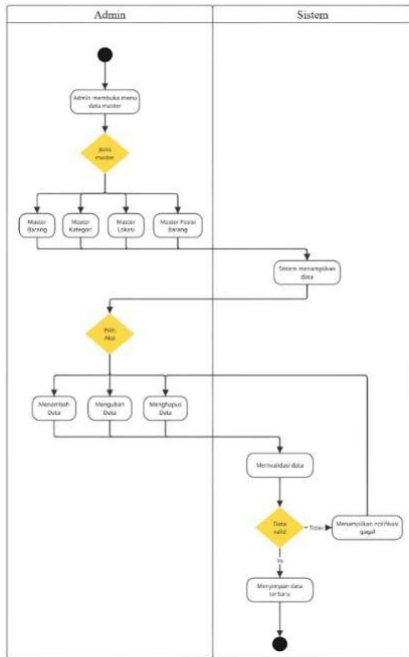 Admin
Sistem
Admin membuka menu
data master
Jenis
master
Master
Barang
Master
Kategori
Master
Lokasi
Master Posisi
Barang
Sistem menampilkan
data
Pilih
Aksi
Menambah
Data
Mengubah
Data
Menghapus
Data
Memvalidasi data
Data
valid
Tidak
Menampilkan notifikasi
gagal
Ya
Menyimpan data
terbaru